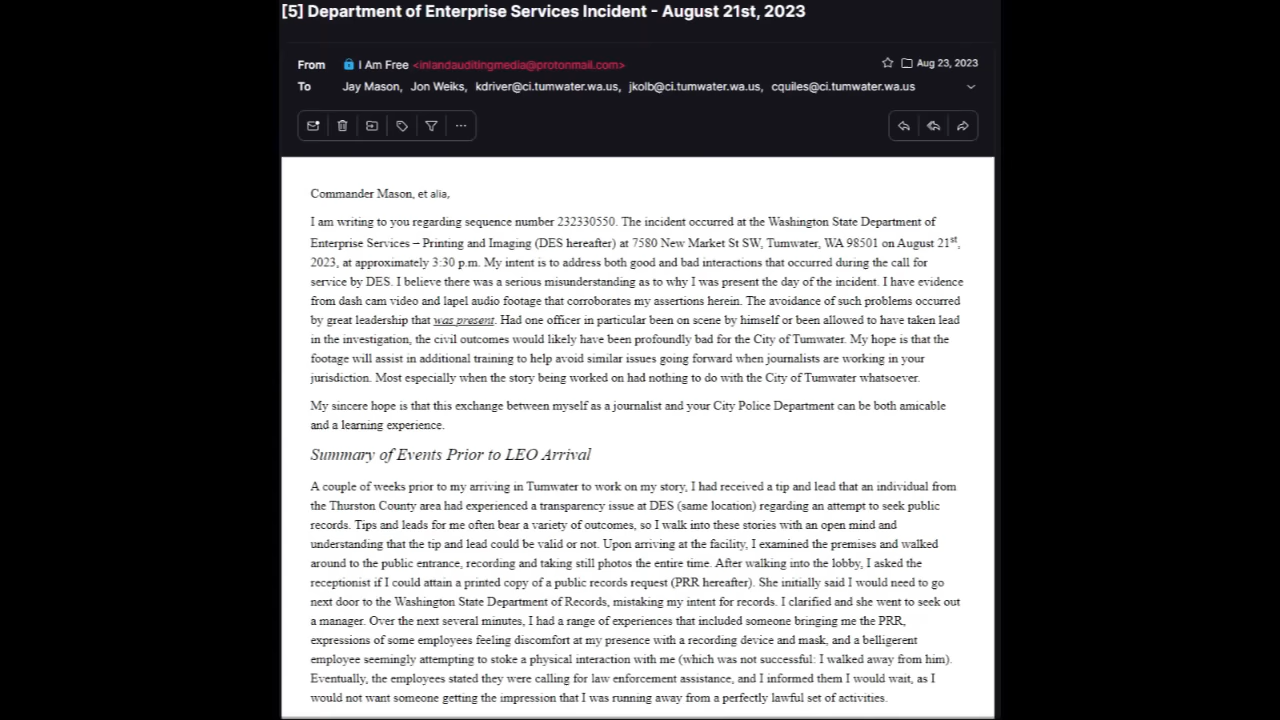 [5] Department of Enterprise Services Incident - August 21st, 2023
From I Am Free <inlandauditingmedia@protonmail.com> Aug 23, 2023
To Jay Mason, Jon Weiks, kdriver@ci.tumwater.wa.us, jkolb@ci.tumwater.wa.us, cquiles@ci.tumwater.wa.us
Commander Mason, et alia,
I am writing to you regarding sequence number 232330550. The incident occurred at the Washington State Department of
Enterprise Services – Printing and Imaging (DES hereafter) at 7580 New Market St SW, Tumwater, WA 98501 on August 21st,
2023, at approximately 3:30 p.m. My intent is to address both good and bad interactions that occurred during the call for
service by DES. I believe there was a serious misunderstanding as to why I was present the day of the incident. I have evidence
from dash cam video and lapel audio footage that corroborates my assertions herein. The avoidance of such problems occurred
by great leadership that was present. Had one officer in particular been on scene by himself or been allowed to have taken lead
in the investigation, the civil outcomes would likely have been profoundly bad for the City of Tumwater. My hope is that the
footage will assist in additional training to help avoid similar issues going forward when journalists are working in your
jurisdiction. Most especially when the story being worked on had nothing to do with the City of Tumwater whatsoever.
My sincere hope is that this exchange between myself as a journalist and your City Police Department can be both amicable
and a learning experience.
Summary of Events Prior to LEO Arrival
A couple of weeks prior to my arriving in Tumwater to work on my story, I had received a tip and lead that an individual from
the Thurston County area had experienced a transparency issue at DES (same location) regarding an attempt to seek public
records. Tips and leads for me often bear a variety of outcomes, so I walk into these stories with an open mind and
understanding that the tip and lead could be valid or not. Upon arriving at the facility, I examined the premises and walked
around to the public entrance, recording and taking still photos the entire time. After walking into the lobby, I asked the
receptionist if I could attain a printed copy of a public records request (PRR hereafter). She initially said I would need to go
next door to the Washington State Department of Records, mistaking my intent for records. I clarified and she went to seek out
a manager. Over the next several minutes, I had a range of experiences that included someone bringing me the PRR,
expressions of some employees feeling discomfort at my presence with a recording device and mask, and a belligerent
employee seemingly attempting to stoke a physical interaction with me (which was not successful: I walked away from him).
Eventually, the employees stated they were calling for law enforcement assistance, and I informed them I would wait, as I
would not want someone getting the impression that I was running away from a perfectly lawful set of activities.